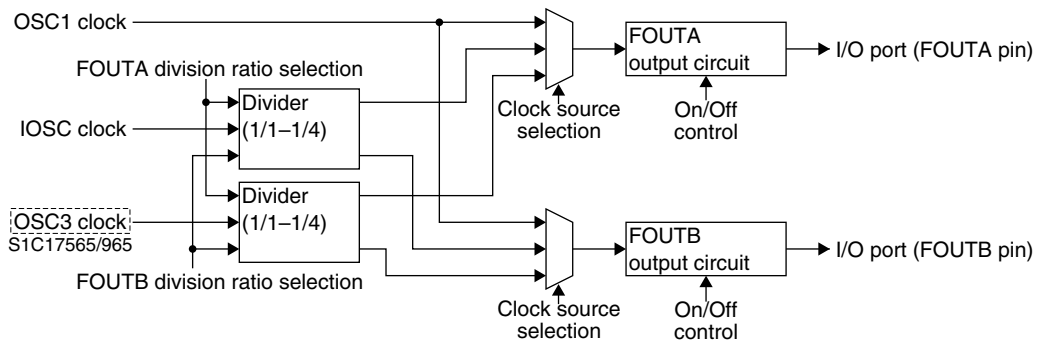 OSC1 clock
FOUTA
output circuit
I/O port (FOUTA pin)
FOUTA division ratio selection
Divider
(1/1–1/4)
Clock source
selection
On/Off
control
IOSC clock
Divider
(1/1–1/4)
OSC3 clock
S1C17565/965
FOUTB
output circuit
I/O port (FOUTB pin)
FOUTB division ratio selection
Clock source
selection
On/Off
control